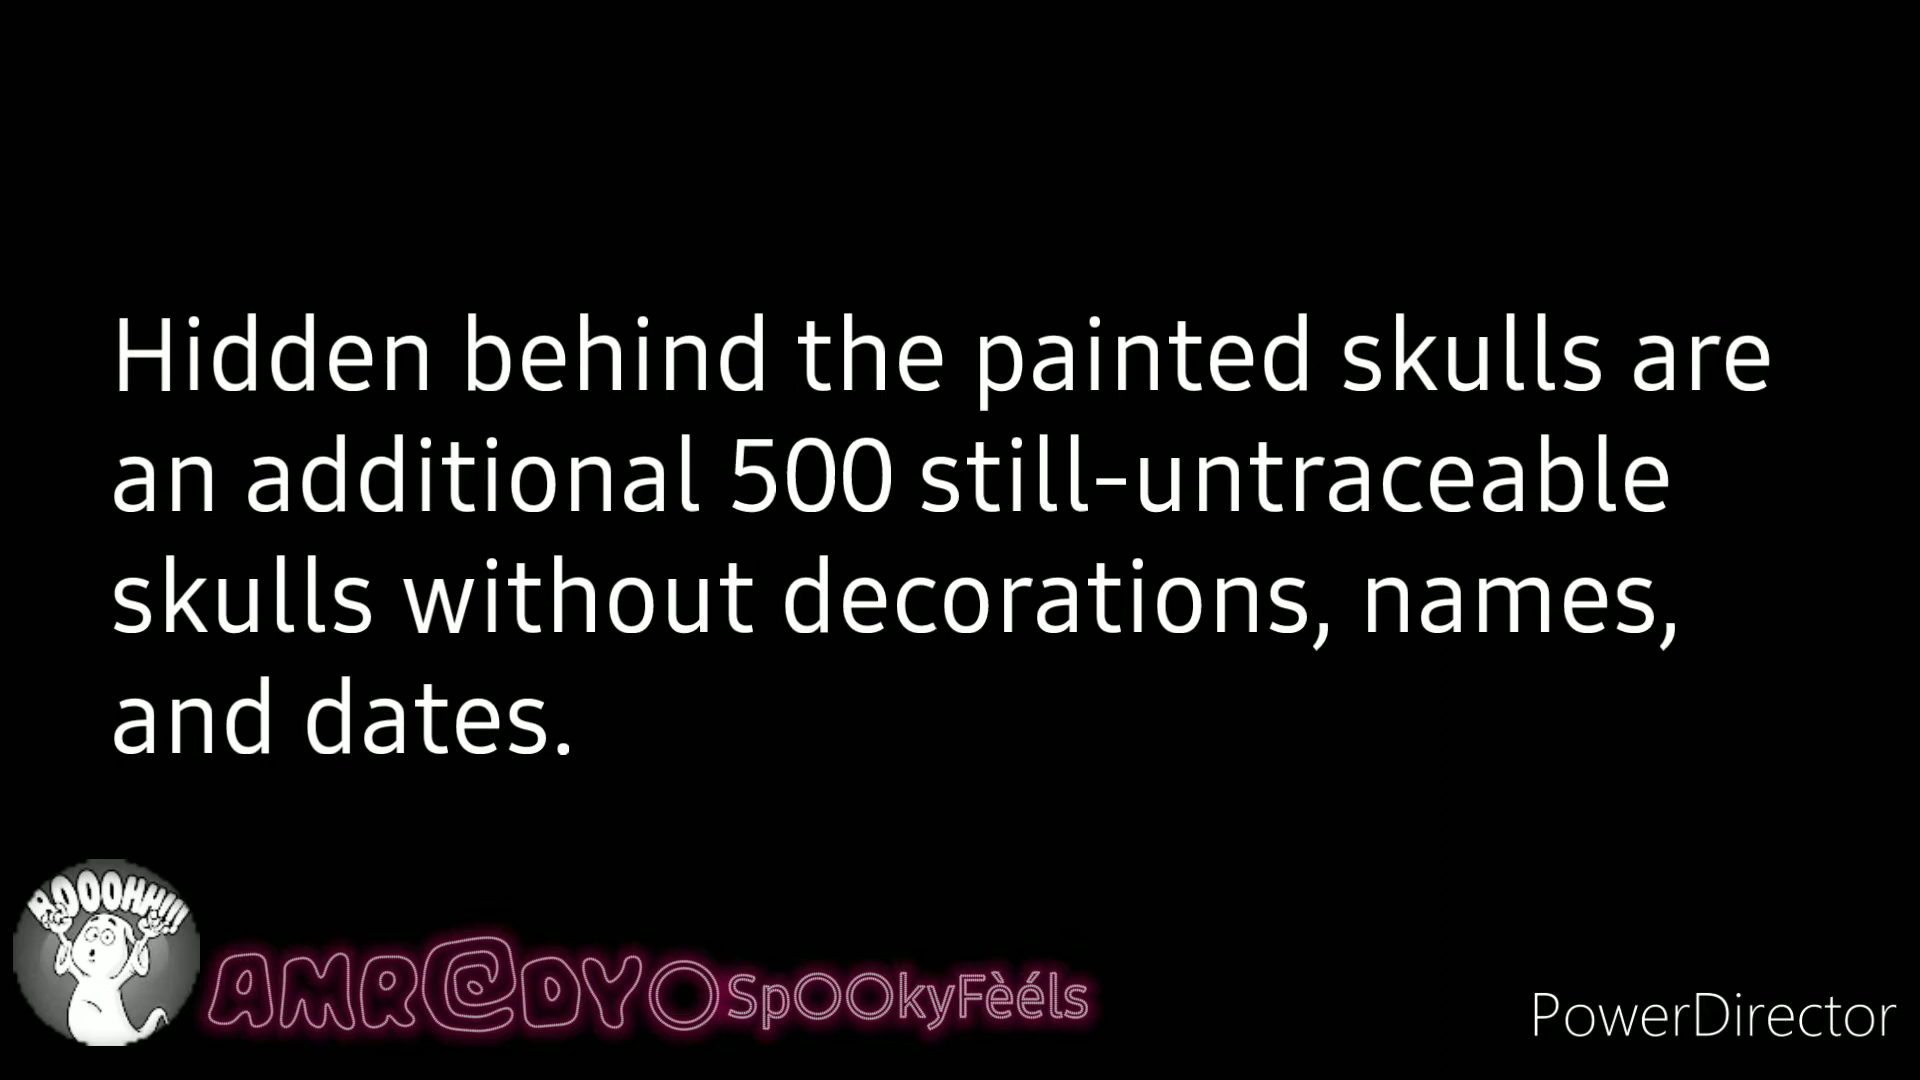 Hidden behind the painted skulls are
an additional 500 still-untraceable
skulls without decorations, names,
and dates.
BOOOHH!!!
AMR@DYOSpOOkyFèéls
PowerDirector